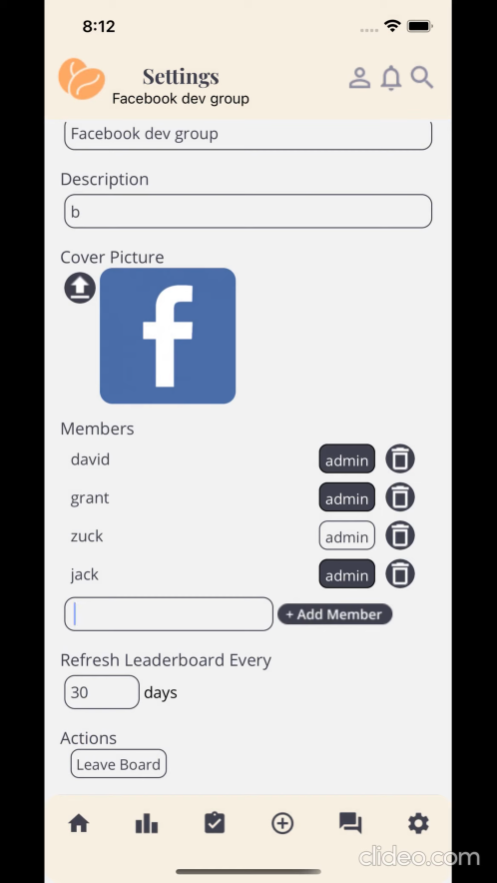 8:12
Settings
Facebook dev group
Facebook dev group
Description
b
Cover Picture
f
Members
david admin
grant admin
zuck admin
jack admin
+ Add Member
Refresh Leaderboard Every
30 days
Actions
Leave Board
clideo.com